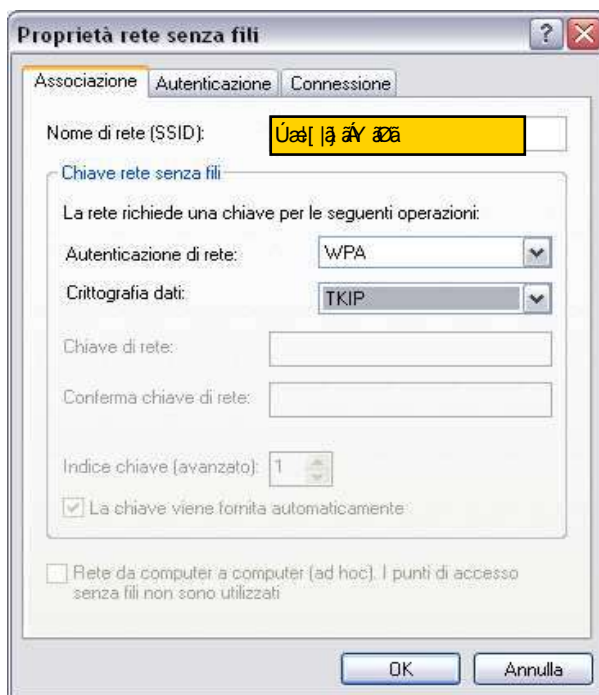 Proprietà rete senza fili
Associazione Autenticazione Connessione
Nome di rete (SSID):
Chiave rete senza fili
La rete richiede una chiave per le seguenti operazioni:
Autenticazione di rete: WPA
Crittografia dati: TKIP
Chiave di rete:
Conferma chiave di rete:
Indice chiave (avanzato): 1
La chiave viene fornita automaticamente
Rete da computer a computer (ad hoc). I punti di accesso
senza fili non sono utilizzati
OK Annulla